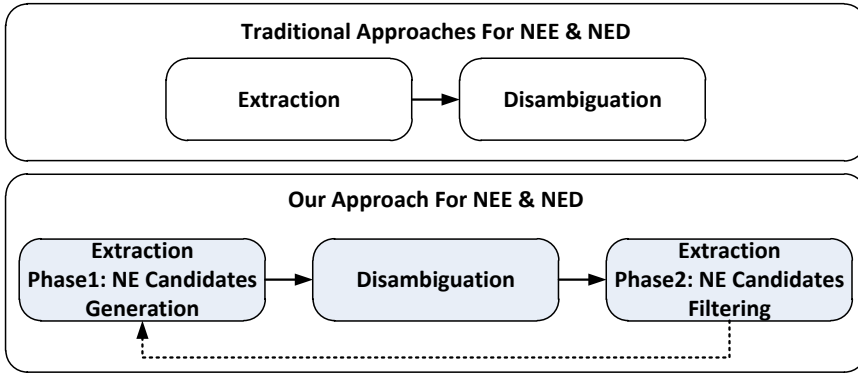 Traditional Approaches For NEE & NED
Extraction
Disambiguation
Our Approach For NEE & NED
Extraction
Phase1: NE Candidates
Generation
Disambiguation
Extraction
Phase2: NE Candidates
Filtering